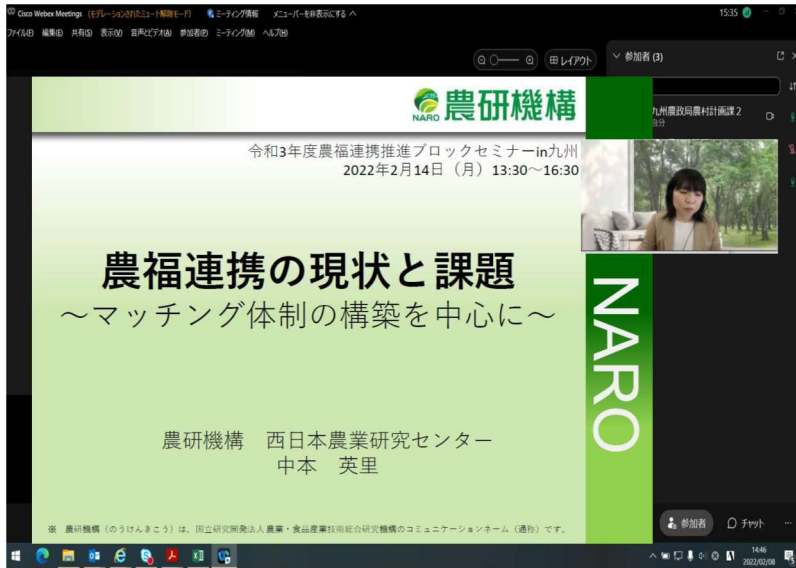 Cisco Webex Meetings (モデレーションされたミュート解除モード) ミーティング情報 メニューバーを非表示にする
15:35
ファイル(F) 編集(E) 共有(S) 表示(V) 音声とビデオ(A) 参加者(P) ミーティング(M) ヘルプ(H)
レイアウト
参加者 (3)
九州農政局農村計画課 2
自分
NARO 農研機構
令和3年度農福連携推進ブロックセミナーin九州
2022年2月14日（月）13:30～16:30
農福連携の現状と課題
～マッチング体制の構築を中心に～
NARO
農研機構 西日本農業研究センター
中本 英里
※ 農研機構（のうけんきこう）は、国立研究開発法人農業・食品産業技術総合研究機構のコミュニケーションネーム（通称）です。
参加者 チャット
14:46
2022/02/08